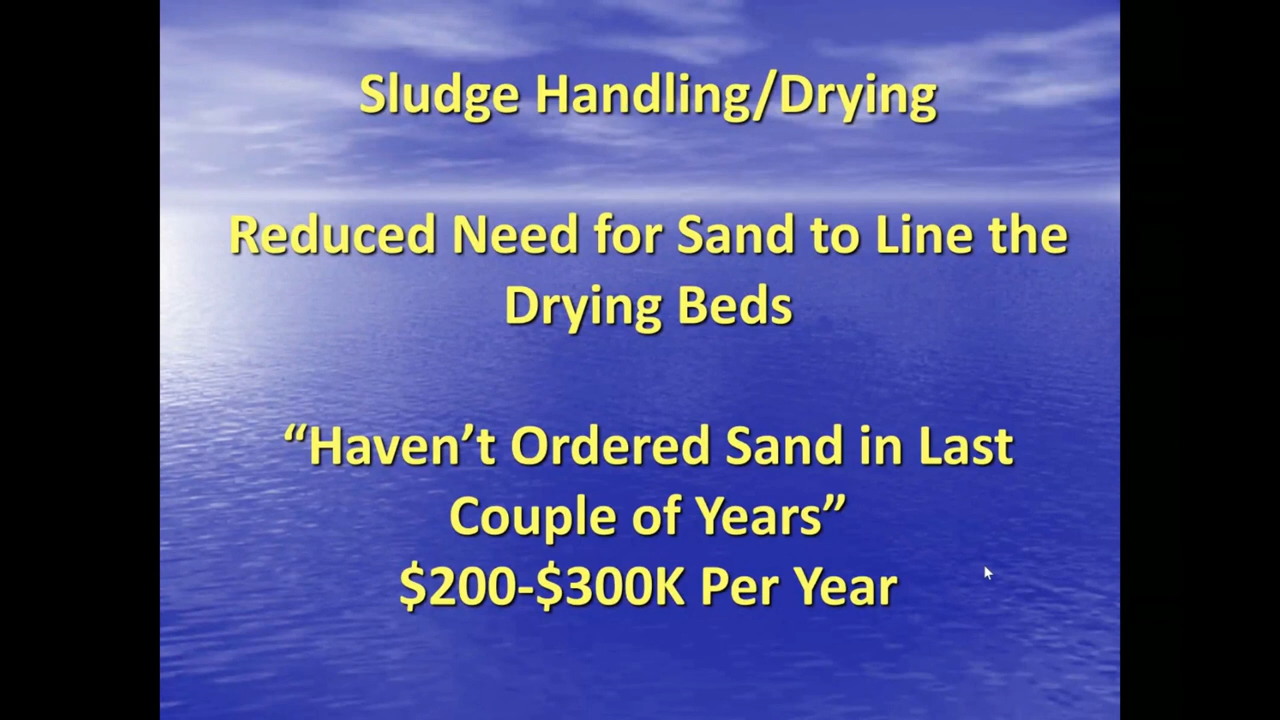 Sludge Handling/Drying
Reduced Need for Sand to Line the
Drying Beds
“Haven’t Ordered Sand in Last
Couple of Years”
$200-$300K Per Year